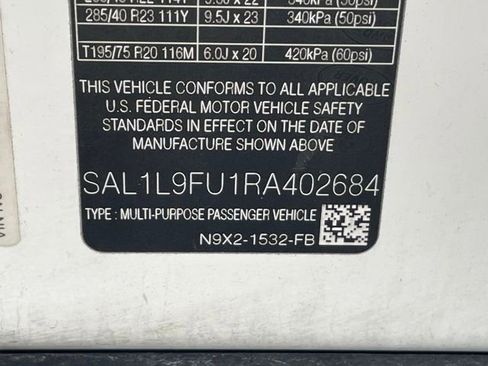 285/40 R23 111Y 9.5J x 23 340kPa (50psi)
T195/75 R20 116M 6.0J x 20 420kPa (60psi)
THIS VEHICLE CONFORMS TO ALL APPLICABLE
U.S. FEDERAL MOTOR VEHICLE SAFETY
STANDARDS IN EFFECT ON THE DATE OF
MANUFACTURE SHOWN ABOVE
SAL1L9FU1RA402684
TYPE : MULTI-PURPOSE PASSENGER VEHICLE
N9X2-1532-FB